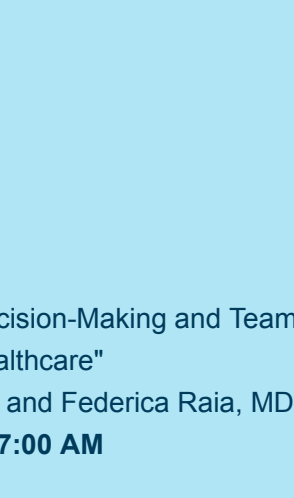 cision-Making and Team
althcare"
and Federica Raia, MD
7:00 AM